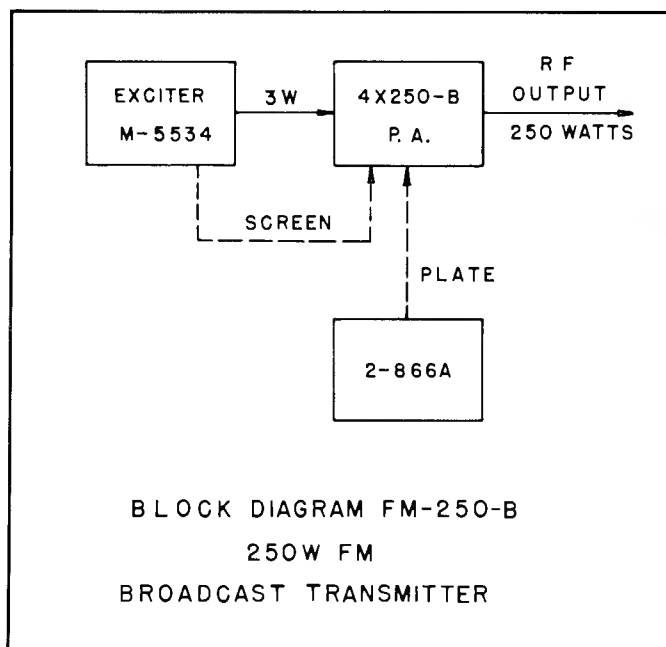 EXCITER
M-5534
3W
4X250-B
P. A.
R F
OUTPUT
250 WATTS
SCREEN
PLATE
2-866A
BLOCK DIAGRAM FM-250-B
250W FM
BROADCAST TRANSMITTER